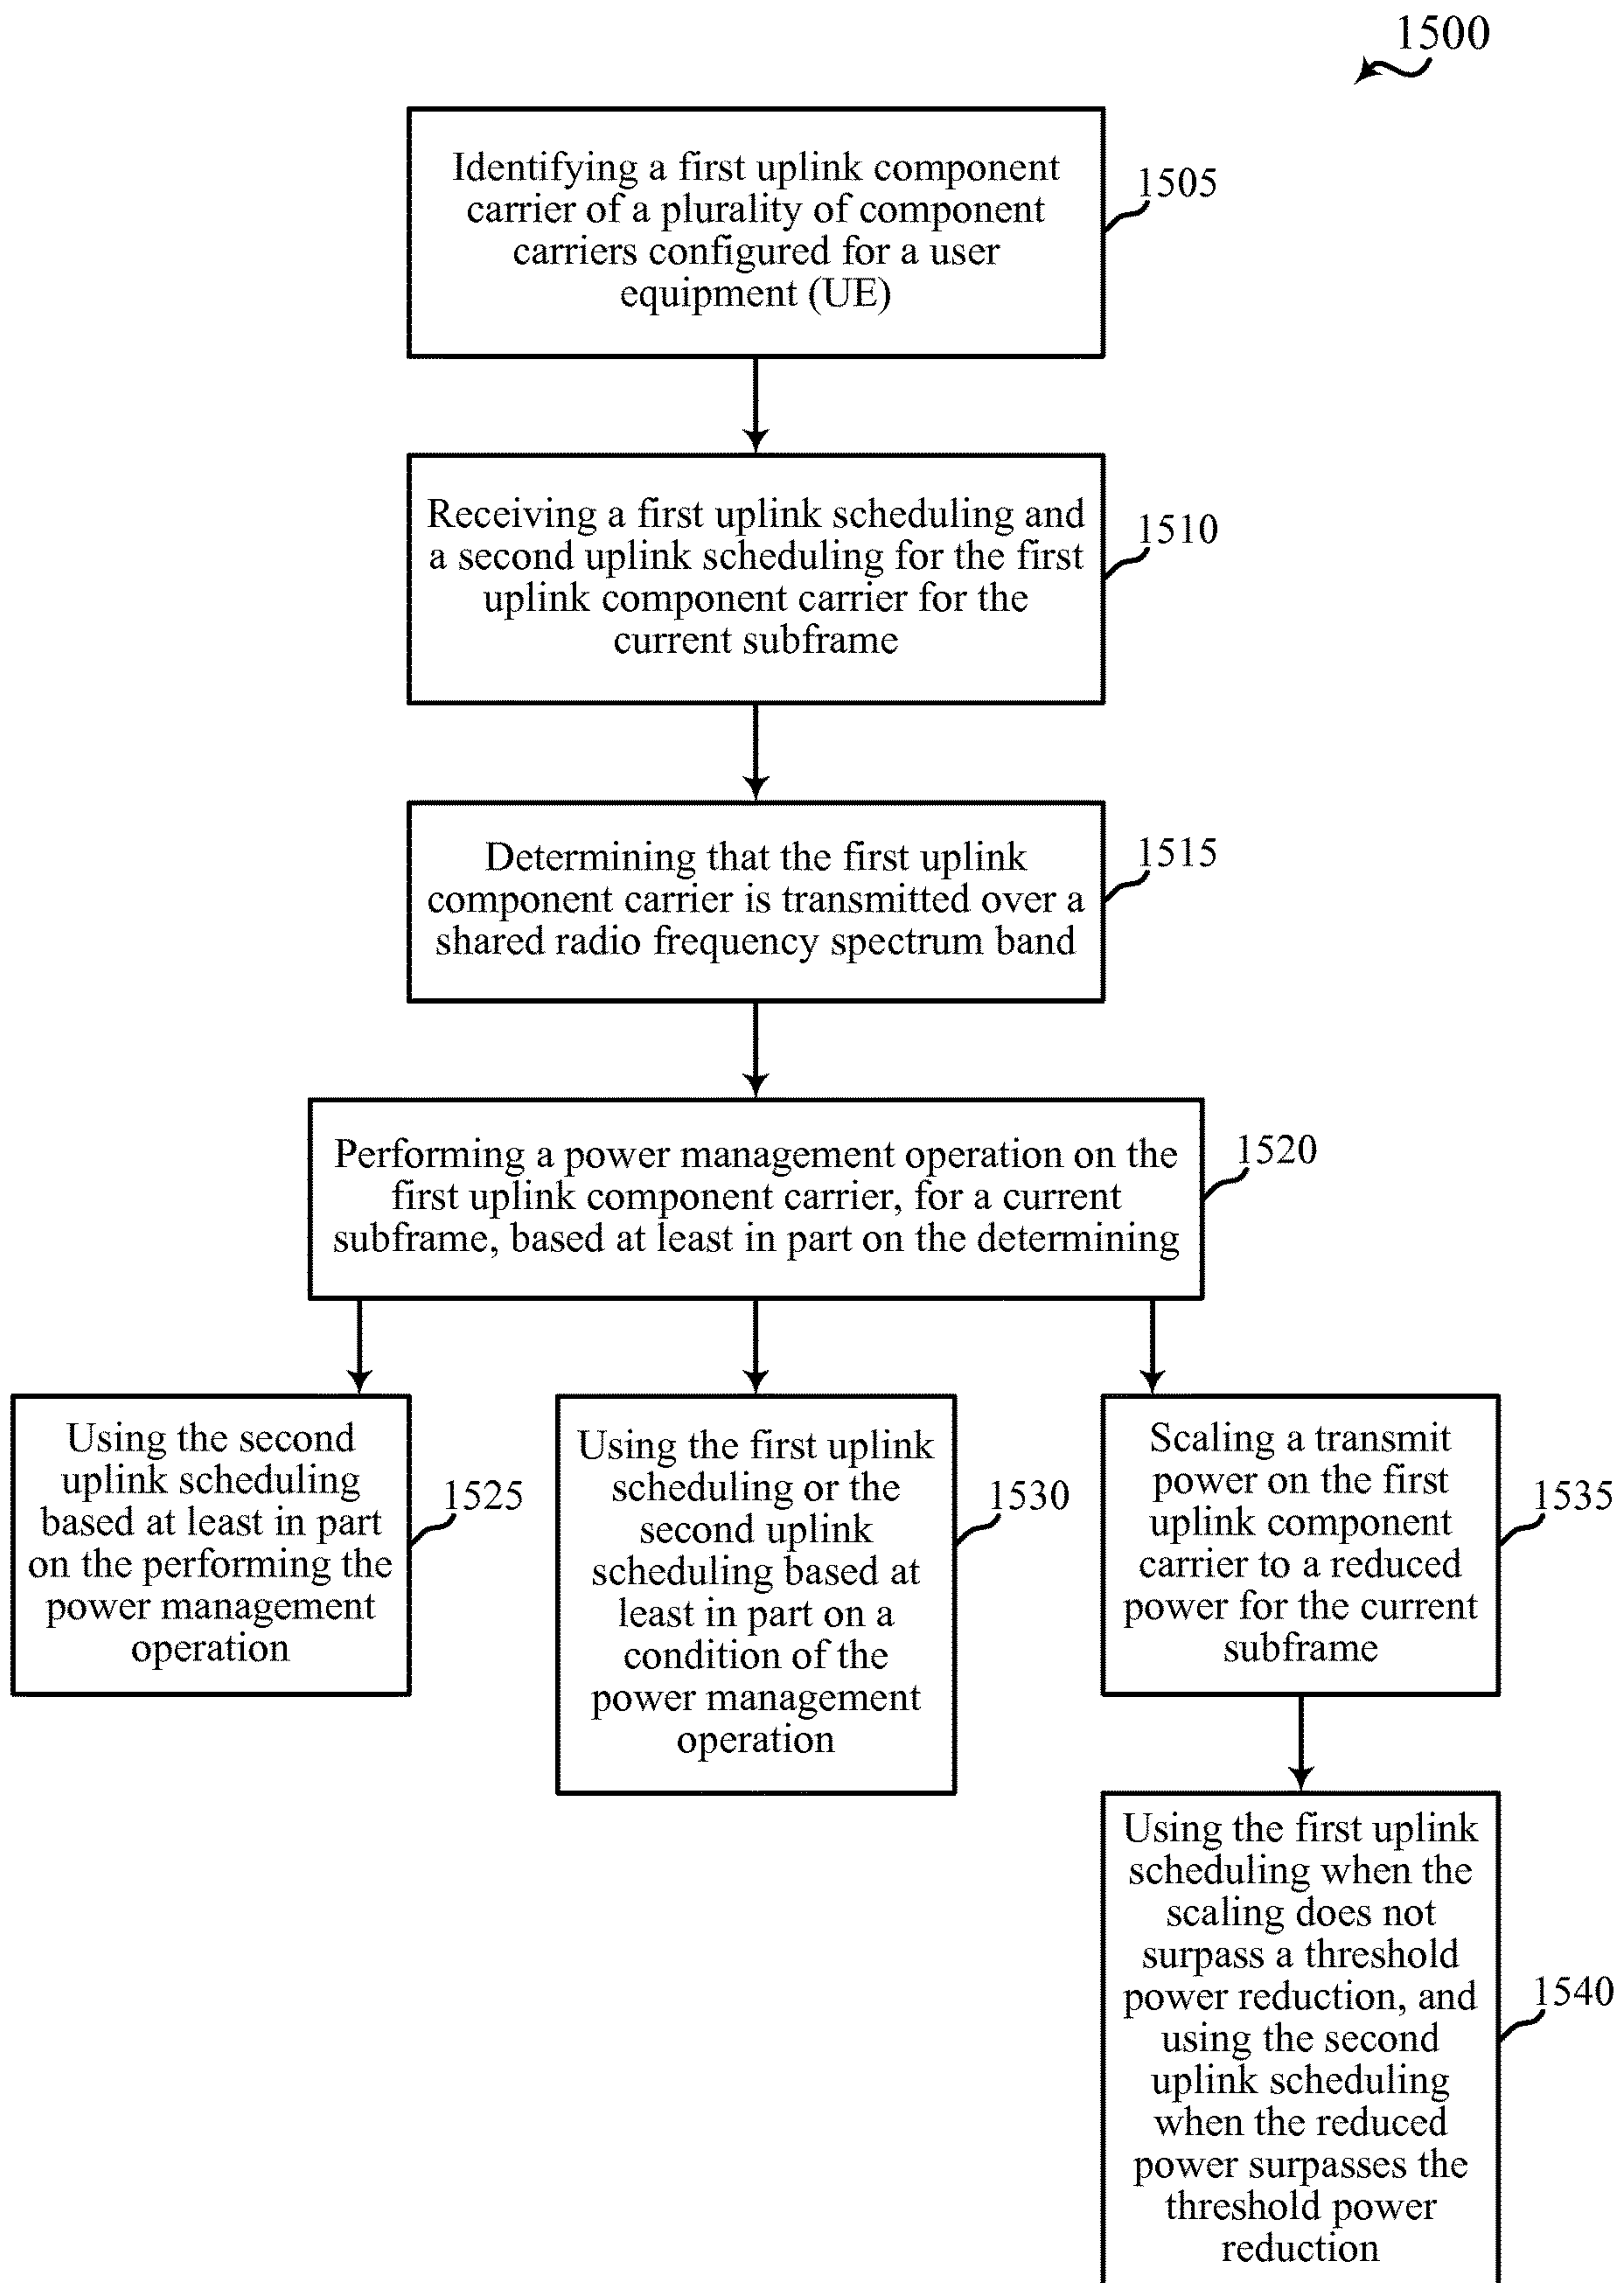 1500
Identifying a first uplink component
carrier of a plurality of component
carriers configured for a user
equipment (UE)
1505
Receiving a first uplink scheduling and
a second uplink scheduling for the first
uplink component carrier for the
current subframe
1510
Determining that the first uplink
component carrier is transmitted over a
shared radio frequency spectrum band
1515
Performing a power management operation on the
first uplink component carrier, for a current
subframe, based at least in part on the determining
1520
Using the second
uplink scheduling
based at least in part
on the performing the
power management
operation
1525
Using the first uplink
scheduling or the
second uplink
scheduling based at
least in part on a
condition of the
power management
operation
1530
Scaling a transmit
power on the first
uplink component
carrier to a reduced
power for the current
subframe
1535
Using the first uplink
scheduling when the
scaling does not
surpass a threshold
power reduction, and
using the second
uplink scheduling
when the reduced
power surpasses the
threshold power
reduction
1540